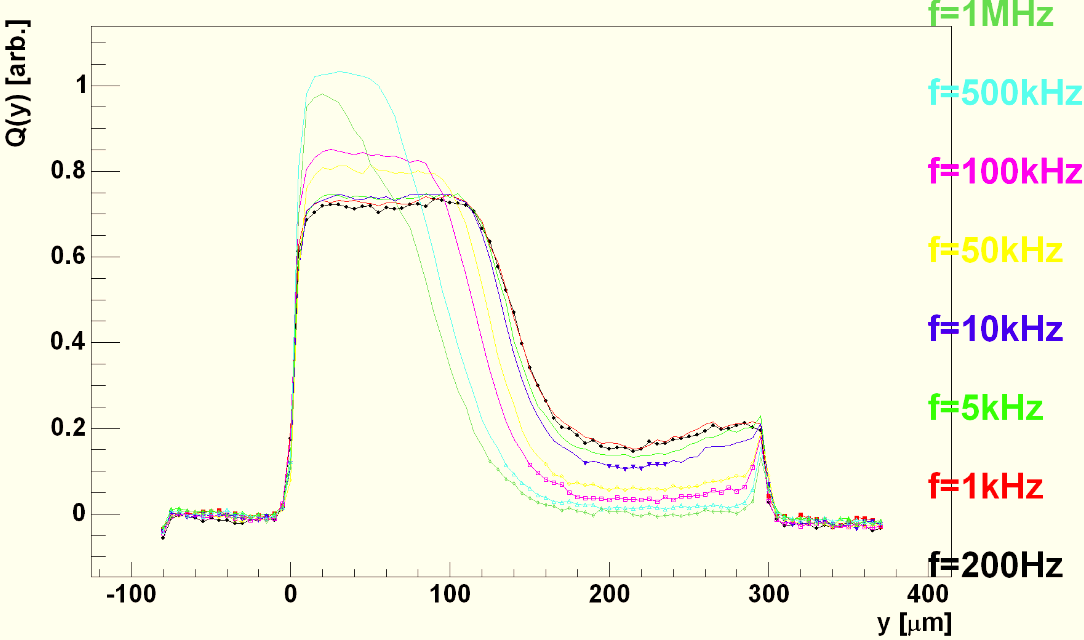 Q(y) [arb.]
1
0.8
0.6
0.4
0.2
0
-100
0
100
200
300
400
y [μm]
f=1MHz
f=500kHz
f=100kHz
f=50kHz
f=10kHz
f=5kHz
f=1kHz
f=200Hz